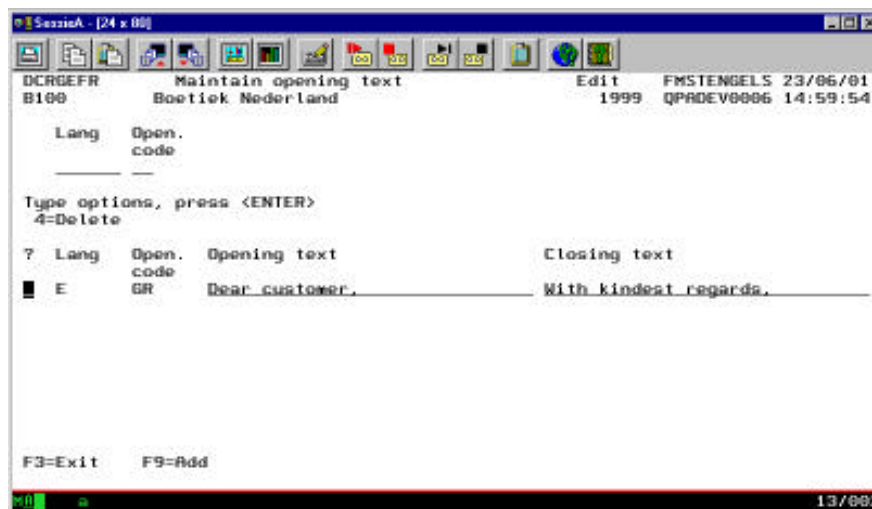 SessieA - [24 x 80]
DCRGEFR Maintain opening text Edit FMSTENGELS 23/06/01
B100 Boetiek Nederland 1999 QPADEV0006 14:59:54
Lang Open.
code
Type options, press <ENTER>
4=Delete
? Lang Open. Opening text Closing text
code
E GR Dear customer, With kindest regards,
F3=Exit F9=Add
MA a 13/00